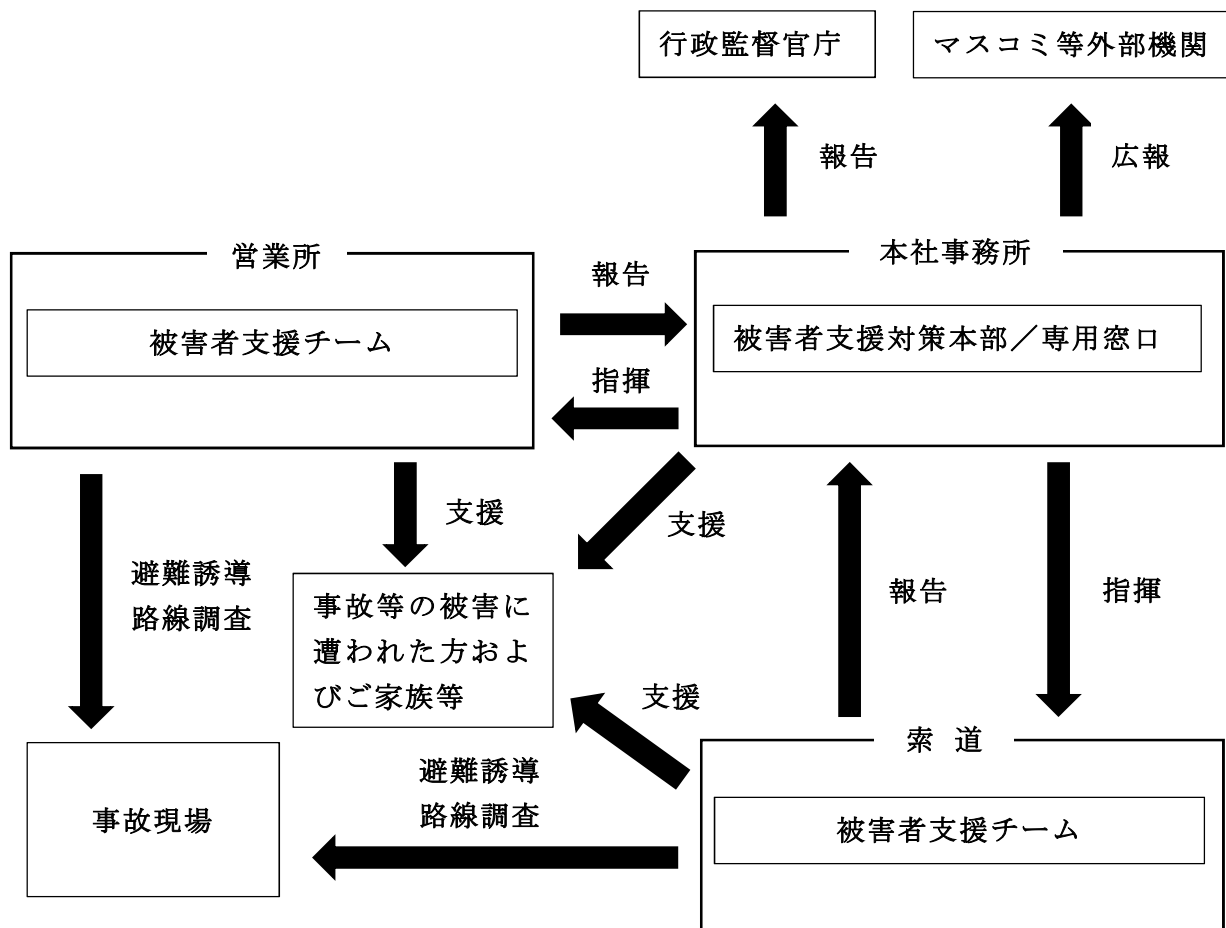 行政監督官庁
マスコミ等外部機関
報告
広報
営業所
本社事務所
報告
被害者支援チーム
被害者支援対策本部／専用窓口
指揮
支援
支援
避難誘導
路線調査
事故等の被害に
遭われた方およ
びご家族等
報告
指揮
支援
索 道
避難誘導
路線調査
事故現場
被害者支援チーム